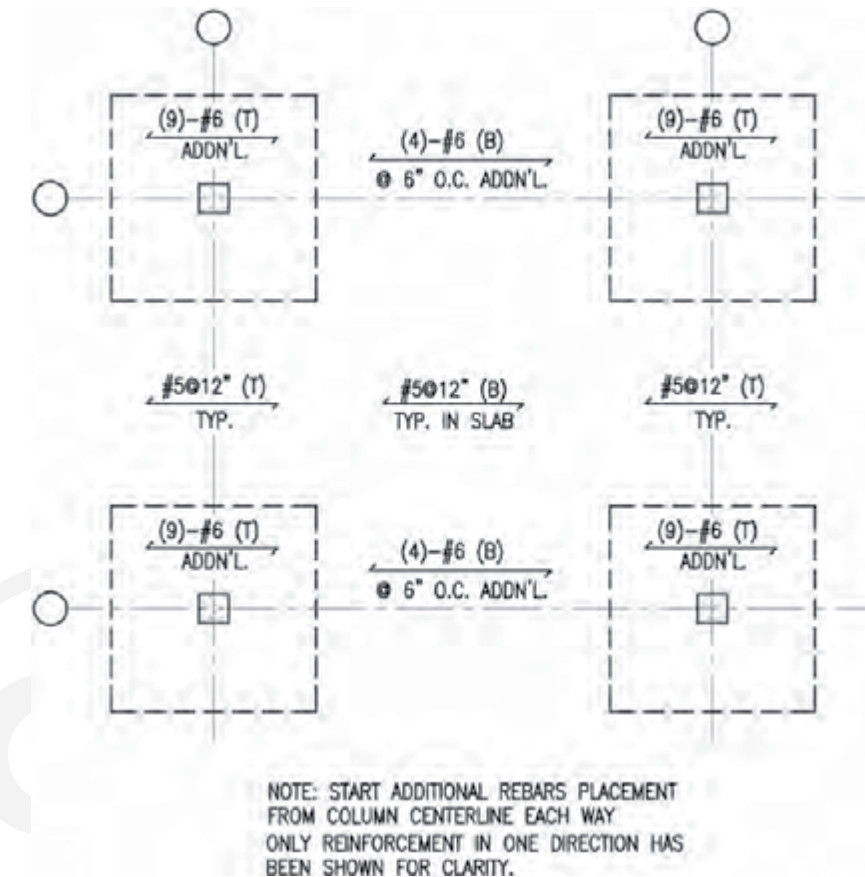 (9)-#6 (T)
ADDN'L.
(4)-#6 (B)
@ 6" O.C. ADDN'L.
(9)-#6 (T)
ADDN'L.
#5@12" (T)
TYP.
#5@12" (B)
TYP. IN SLAB
#5@12" (T)
TYP.
(9)-#6 (T)
ADDN'L.
(4)-#6 (B)
@ 6" O.C. ADDN'L.
(9)-#6 (T)
ADDN'L.
NOTE: START ADDITIONAL REBARS PLACEMENT
FROM COLUMN CENTERLINE EACH WAY
ONLY REINFORCEMENT IN ONE DIRECTION HAS
BEEN SHOWN FOR CLARITY.